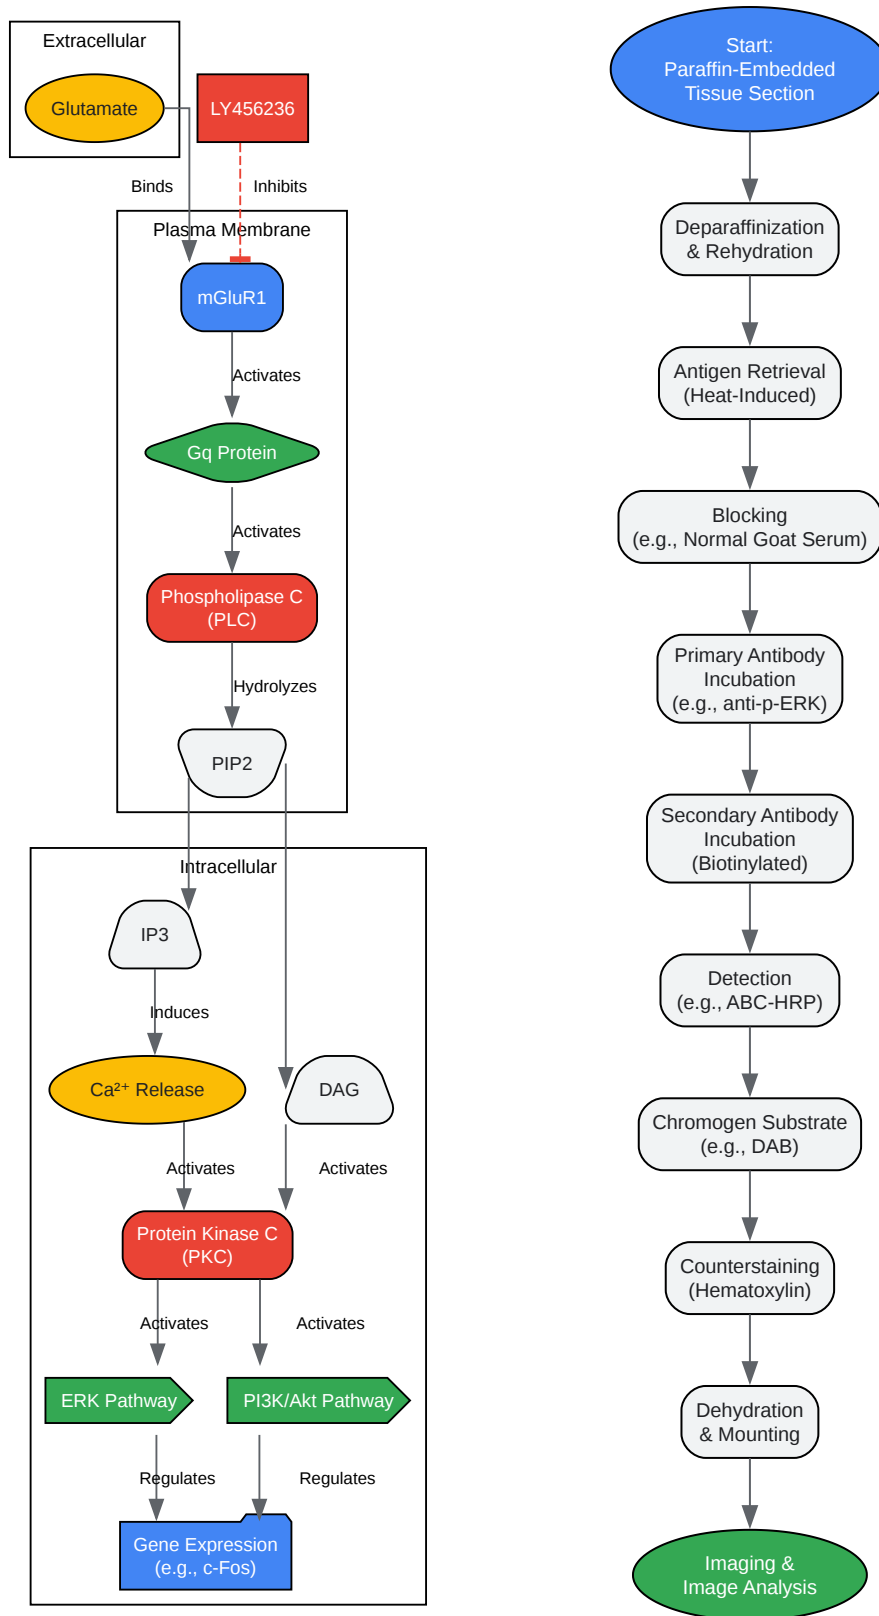 Extracellular
Glutamate
LY456236
Binds
Inhibits
Plasma Membrane
mGluR1
Activates
Gq Protein
Activates
Phospholipase C
(PLC)
Hydrolyzes
PIP2
Intracellular
IP3
Induces
Ca²⁺ Release
DAG
Activates
Activates
Protein Kinase C
(PKC)
Activates
Activates
ERK Pathway
PI3K/Akt Pathway
Regulates
Regulates
Gene Expression
(e.g., c-Fos)
Start:
Paraffin-Embedded
Tissue Section
Deparaffinization
& Rehydration
Antigen Retrieval
(Heat-Induced)
Blocking
(e.g., Normal Goat Serum)
Primary Antibody
Incubation
(e.g., anti-p-ERK)
Secondary Antibody
Incubation
(Biotinylated)
Detection
(e.g., ABC-HRP)
Chromogen Substrate
(e.g., DAB)
Counterstaining
(Hematoxylin)
Dehydration
& Mounting
Imaging &
Image Analysis